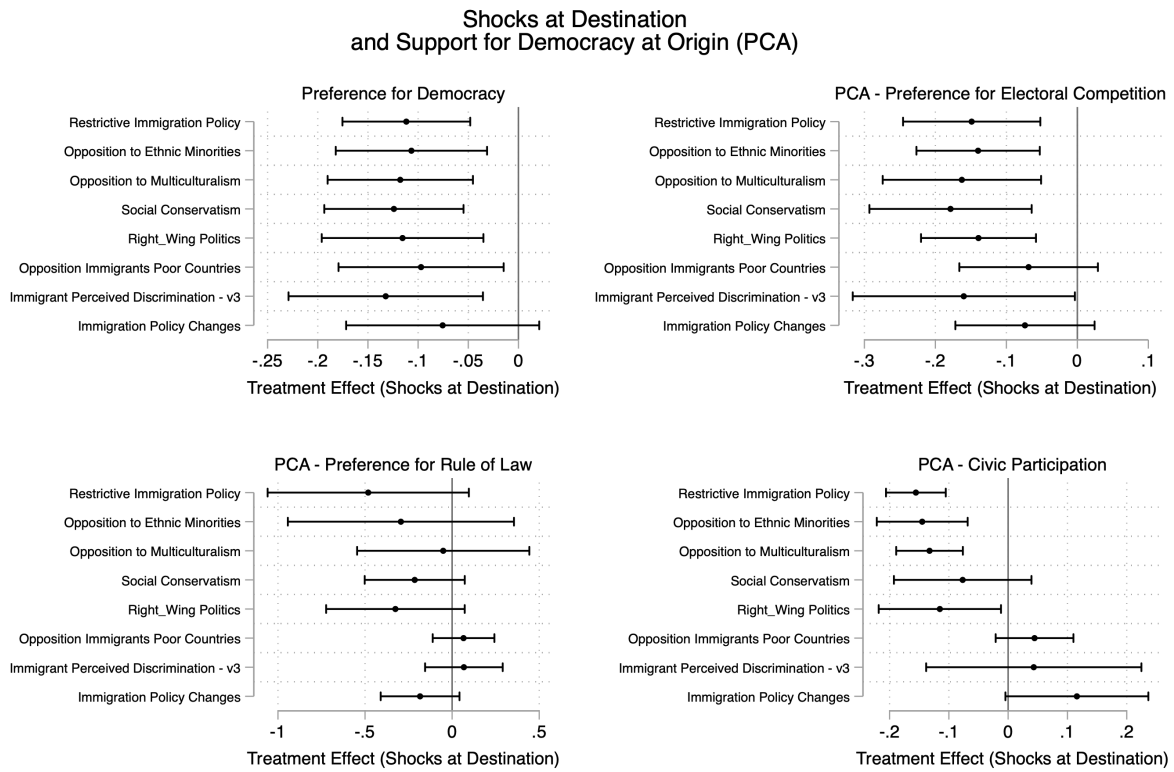 Shocks at Destination
and Support for Democracy at Origin (PCA)
Preference for Democracy
Restrictive Immigration Policy
Opposition to Ethnic Minorities
Opposition to Multiculturalism
Social Conservatism
Right_Wing Politics
Opposition Immigrants Poor Countries
Immigrant Perceived Discrimination - v3
Immigration Policy Changes
-.25 -.2 -.15 -.1 -.05 0
Treatment Effect (Shocks at Destination)
PCA - Preference for Electoral Competition
Restrictive Immigration Policy
Opposition to Ethnic Minorities
Opposition to Multiculturalism
Social Conservatism
Right_Wing Politics
Opposition Immigrants Poor Countries
Immigrant Perceived Discrimination - v3
Immigration Policy Changes
-.3 -.2 -.1 0 .1
Treatment Effect (Shocks at Destination)
PCA - Preference for Rule of Law
Restrictive Immigration Policy
Opposition to Ethnic Minorities
Opposition to Multiculturalism
Social Conservatism
Right_Wing Politics
Opposition Immigrants Poor Countries
Immigrant Perceived Discrimination - v3
Immigration Policy Changes
-1 -.5 0 .5
Treatment Effect (Shocks at Destination)
PCA - Civic Participation
Restrictive Immigration Policy
Opposition to Ethnic Minorities
Opposition to Multiculturalism
Social Conservatism
Right_Wing Politics
Opposition Immigrants Poor Countries
Immigrant Perceived Discrimination - v3
Immigration Policy Changes
-.2 -.1 0 .1 .2
Treatment Effect (Shocks at Destination)